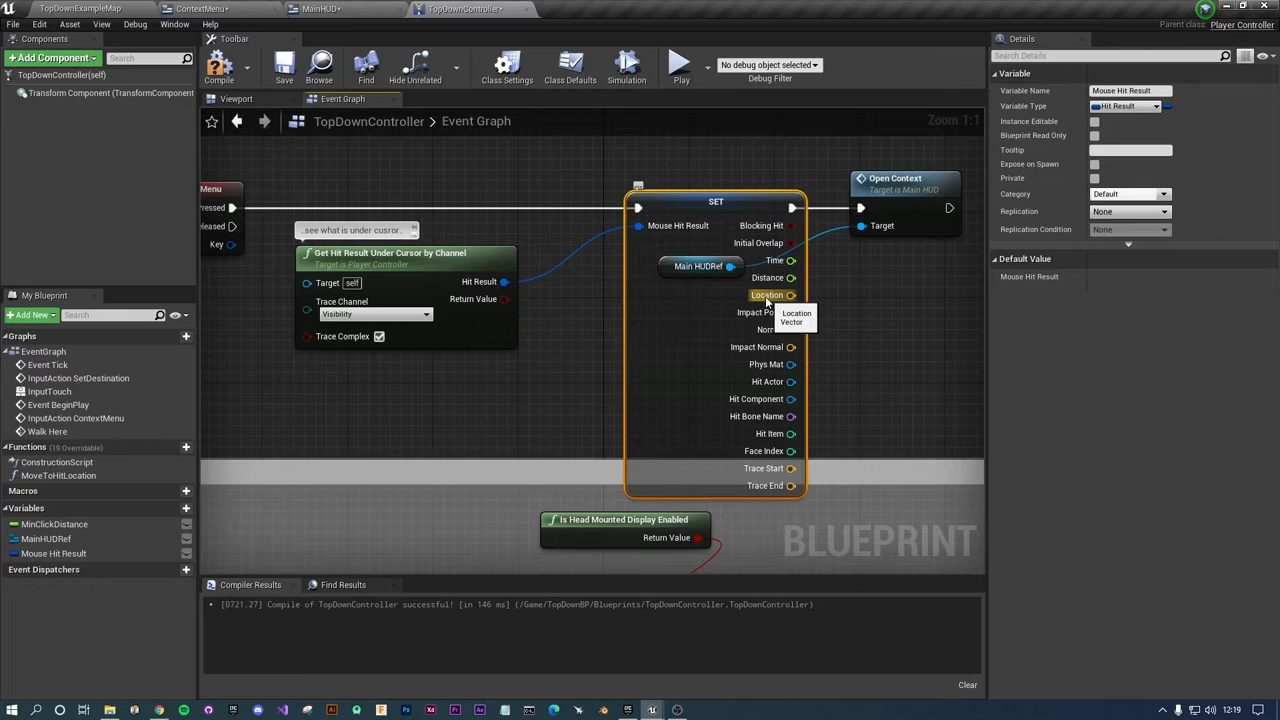 TopDownExampleMap
ContextMenu*
MainHUD*
TopDownController*
File
Edit
Asset
View
Debug
Window
Help
Parent class: Player Controller
Components
+ Add Component
Search
TopDownController(self)
Transform Component (TransformComponent
Toolbar
Compile
Save
Browse
Find
Hide Unrelated
Class Settings
Class Defaults
Simulation
Play
No debug object selected
Debug Filter
Viewport
Event Graph
TopDownController > Event Graph
Zoom 1:1
Menu
Pressed
eleased
Key
..see what is under cusror..
Get Hit Result Under Cursor by Channel
Target is Player Controller
Target self
Hit Result
Trace Channel
Return Value
Visibility
Trace Complex
SET
Mouse Hit Result
Blocking Hit
Initial Overlap
Time
Main HUDRef
Distance
Location
Impact Po
Norm
Impact Normal
Phys Mat
Hit Actor
Hit Component
Hit Bone Name
Hit Item
Face Index
Trace Start
Trace End
Location
Vector
Open Context
Target is Main HUD
Target
Is Head Mounted Display Enabled
Return Value
BLUEPRINT
My Blueprint
+ Add New
Search
Graphs
EventGraph
Event Tick
InputAction SetDestination
InputTouch
Event BeginPlay
InputAction ContextMenu
Walk Here
Functions (19 Overridable)
ConstructionScript
MoveToHitLocation
Macros
Variables
MinClickDistance
MainHUDRef
Mouse Hit Result
Event Dispatchers
Compiler Results
Find Results
[0721.27] Compile of TopDownController successful! [in 146 ms] (/Game/TopDownBP/Blueprints/TopDownController.TopDownController)
Clear
Details
Search Details
Variable
Variable Name Mouse Hit Result
Variable Type Hit Result
Instance Editable
Blueprint Read Only
Tooltip
Expose on Spawn
Private
Category Default
Replication None
Replication Condition None
Default Value
Mouse Hit Result
12:19